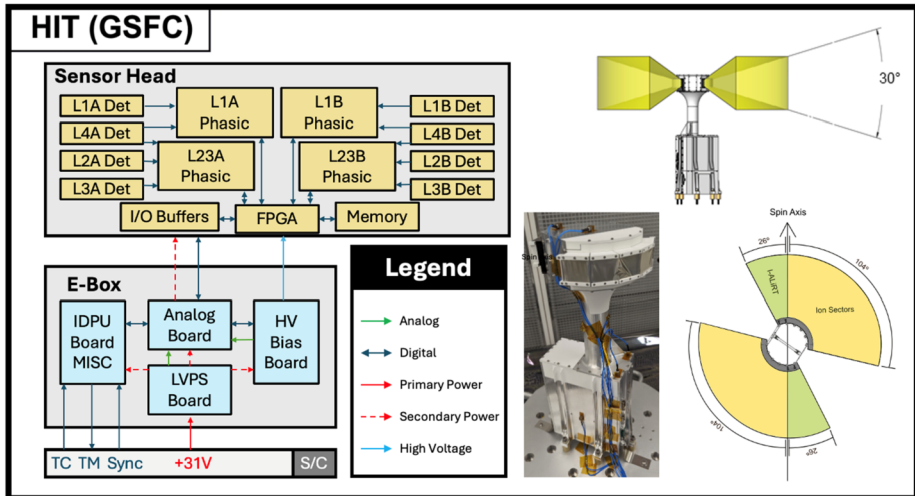 HIT (GSFC)
Sensor Head
L1A Det
L4A Det
L2A Det
L3A Det
L1A
Phasic
L23A
Phasic
L1B
Phasic
L23B
Phasic
L1B Det
L4B Det
L2B Det
L3B Det
I/O Buffers
FPGA
Memory
E-Box
IDPU
Board
MISC
Analog
Board
HV
Bias
Board
LVPS
Board
TC TM Sync
+31V
S/C
Legend
Analog
Digital
Primary Power
Secondary Power
High Voltage
30°
Spin Axis
Spin Axis
26°
104°
I-ALiRT
Ion Sectors
104°
26°